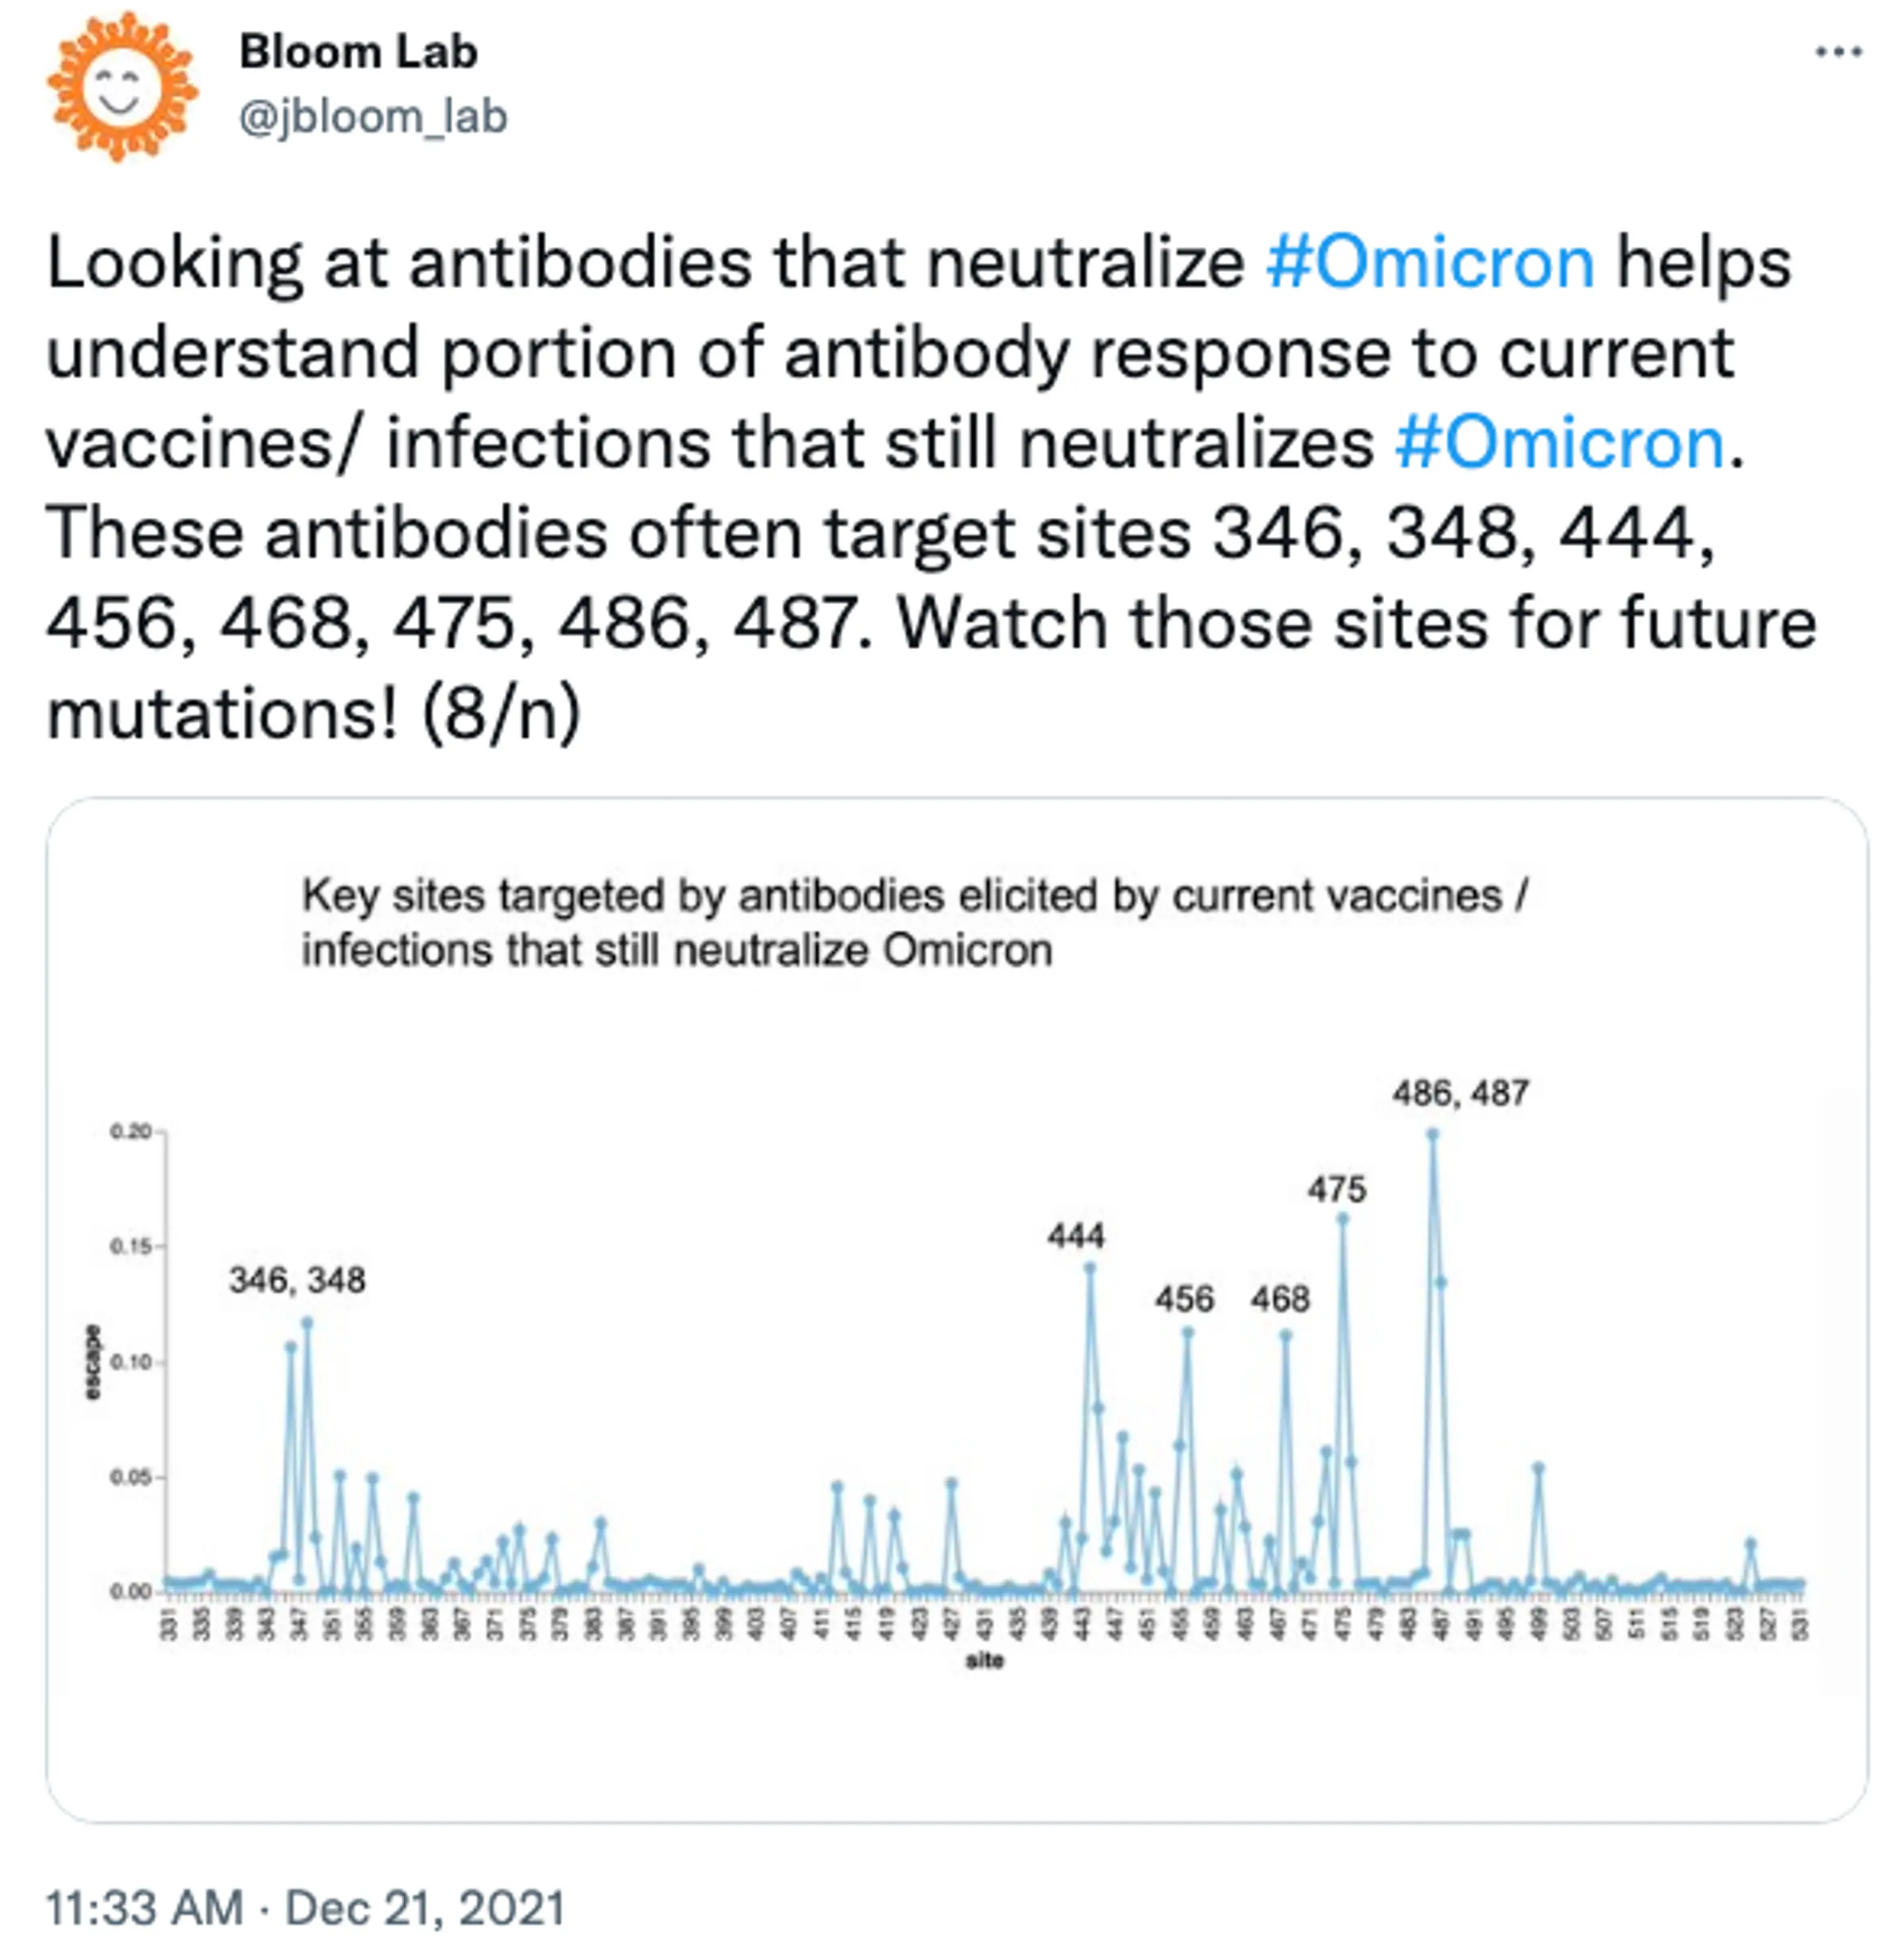 Bloom Lab
@jbloom_lab
Looking at antibodies that neutralize #Omicron helps
understand portion of antibody response to current
vaccines/ infections that still neutralizes #Omicron.
These antibodies often target sites 346, 348, 444,
456, 468, 475, 486, 487. Watch those sites for future
mutations! (8/n)
Key sites targeted by antibodies elicited by current vaccines /
infections that still neutralize Omicron
486, 487
0.20
475
444
0.15
346, 348
456 468
0.10
escape
0.05
0.00
331 335 339 343 347 351 355 359 363 367 371 375 379 383 387 391 395 399 403 407 411 415 419 423 427 431 435 439 443 447 451 455 459 463 467 471 475 479 483 487 491 495 499 503 507 511 515 519 523 527 531
site
11:33 AM · Dec 21, 2021